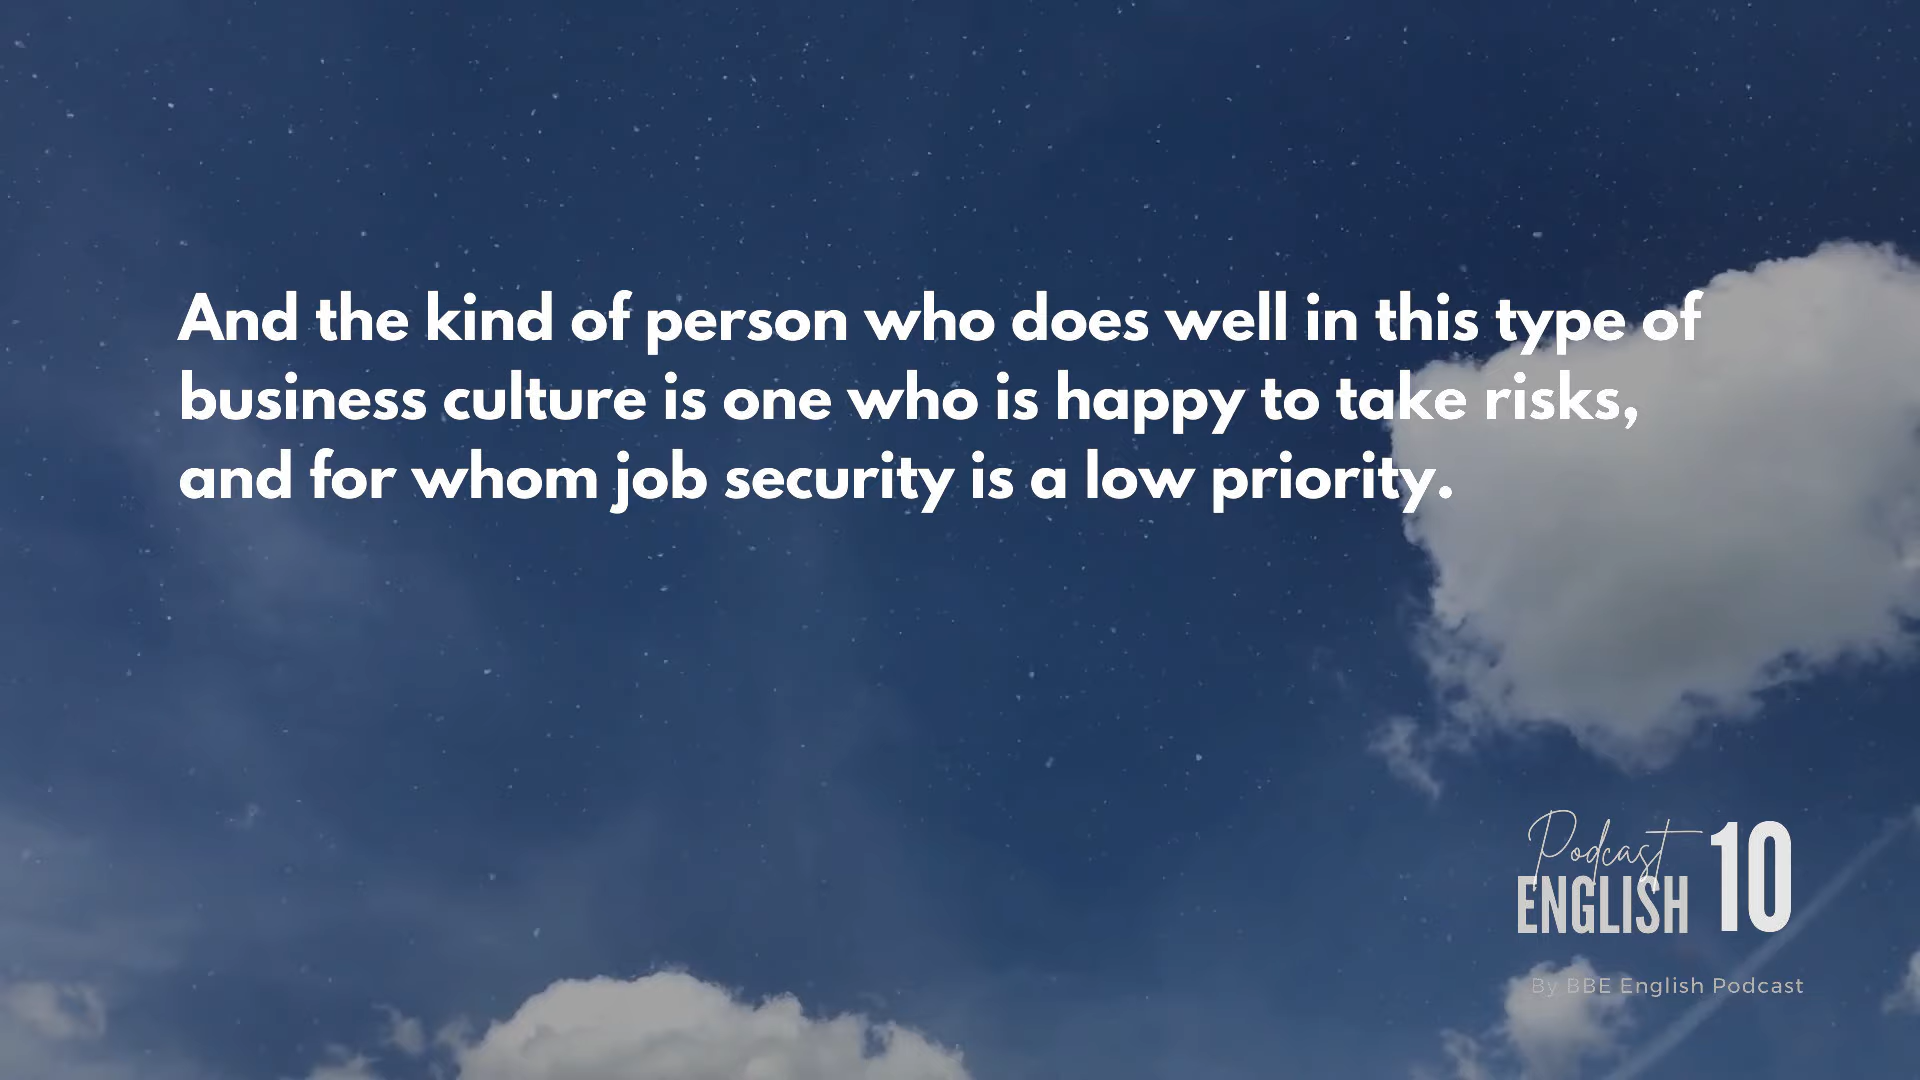 And the kind of person who does well in this type of
business culture is one who is happy to take risks,
and for whom job security is a low priority.
Podcast
ENGLISH 10
By BBE English Podcast